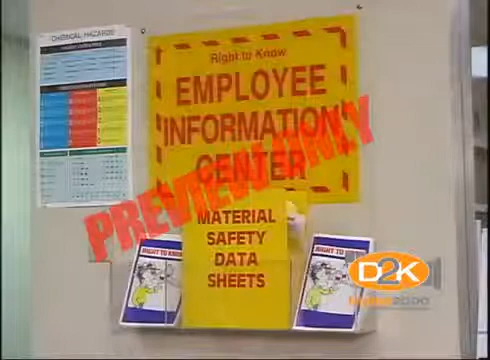 CHEMICAL HAZARDS
Right to Know
EMPLOYEE
INFORMATION
CENTER
PREVIEW ONLY
MATERIAL
SAFETY
DATA
SHEETS
RIGHT TO KNOW
RIGHT TO
D2K